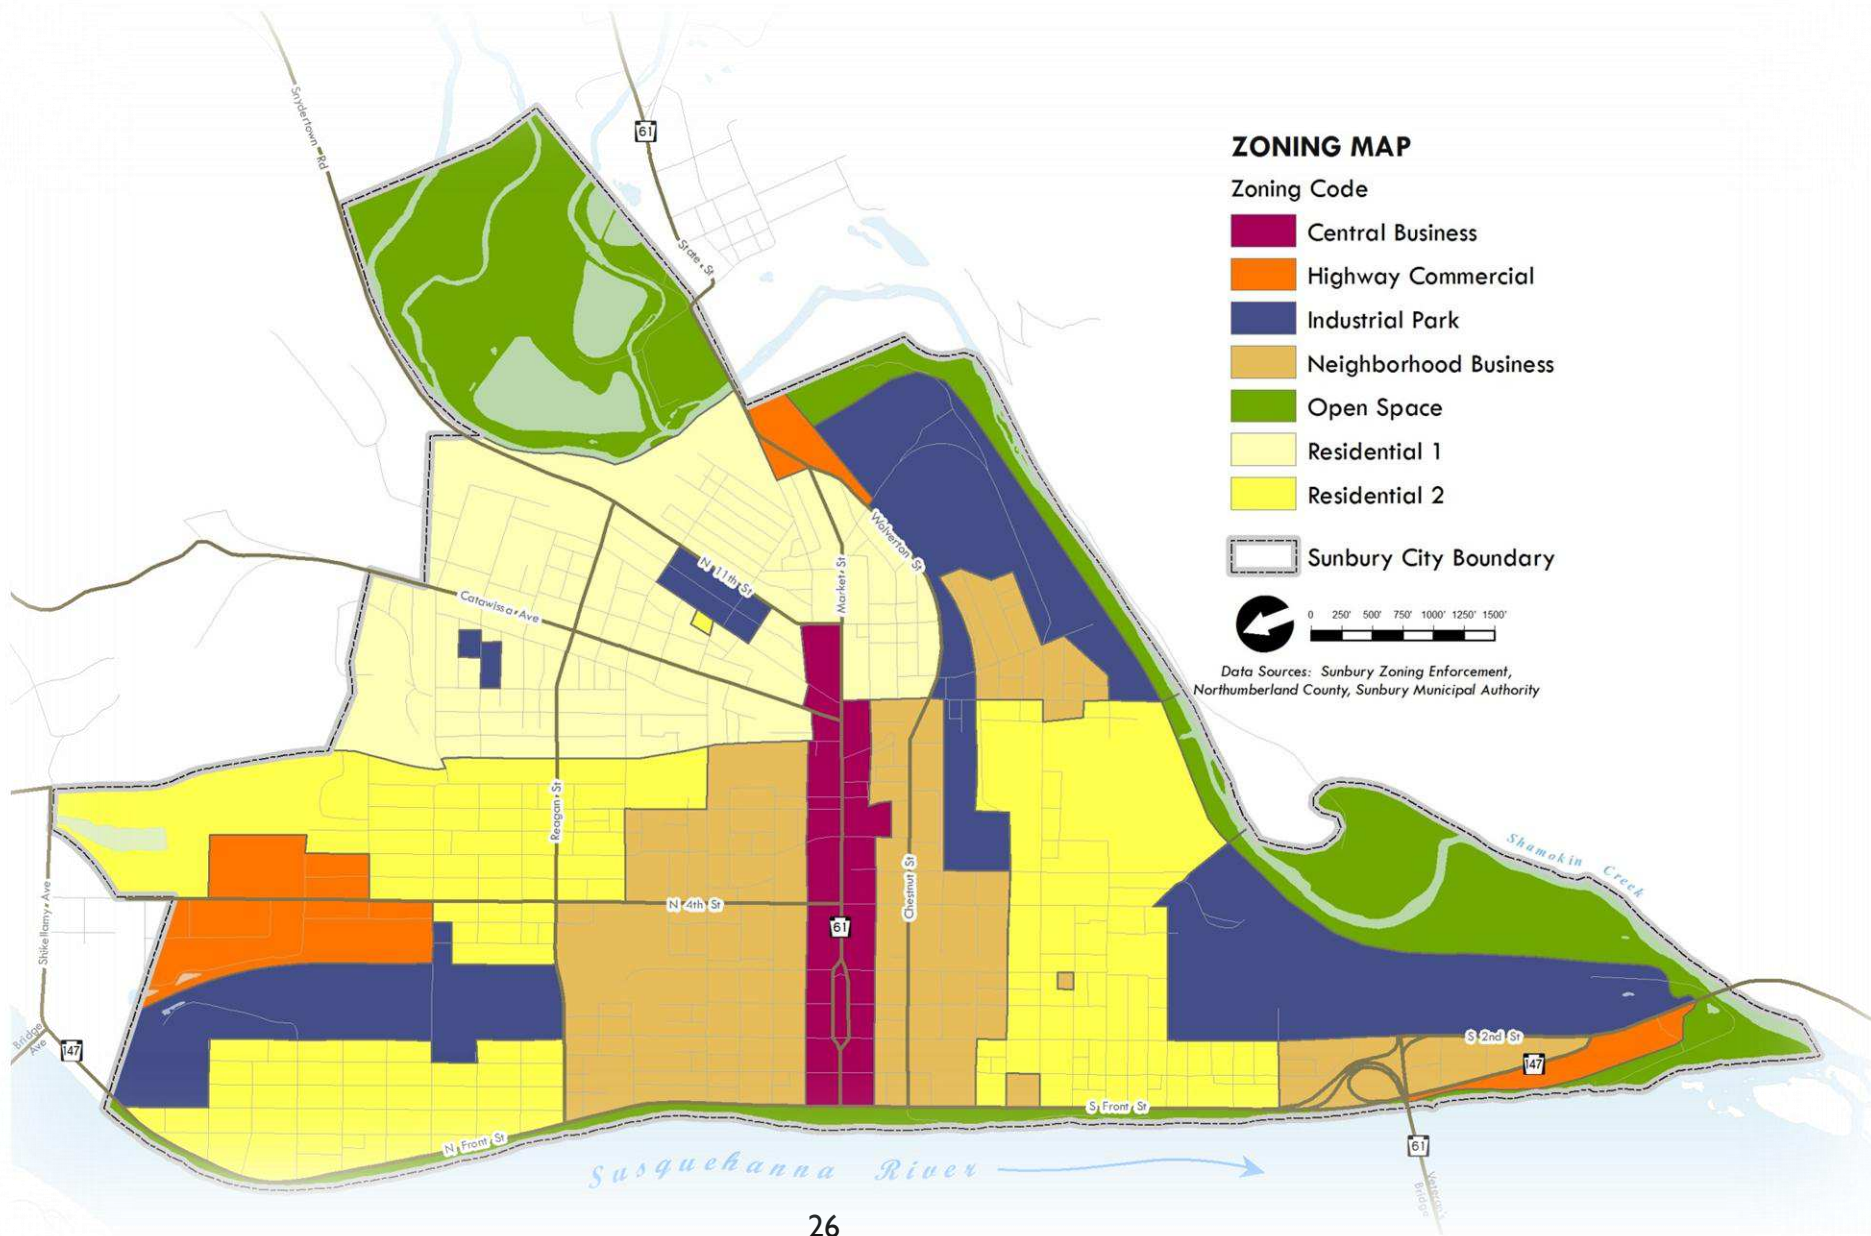 Snydertown Rd
61
State St
ZONING MAP
Zoning Code
Central Business
Highway Commercial
Industrial Park
Neighborhood Business
Open Space
Residential 1
Residential 2
Sunbury City Boundary
0 250' 500' 750' 1000' 1250' 1500'
Data Sources: Sunbury Zoning Enforcement,
Northumberland County, Sunbury Municipal Authority
Wolverton St
N 11th St
Market St
Catawissa Ave
Reagan St
Shamokin Creek
Chestnut St
N 4th St
61
Shikellamy Ave
Bridge
Ave
147
S 2nd St
147
S Front St
N Front St
61
Susquehanna River
Veteran's
Bridge
26